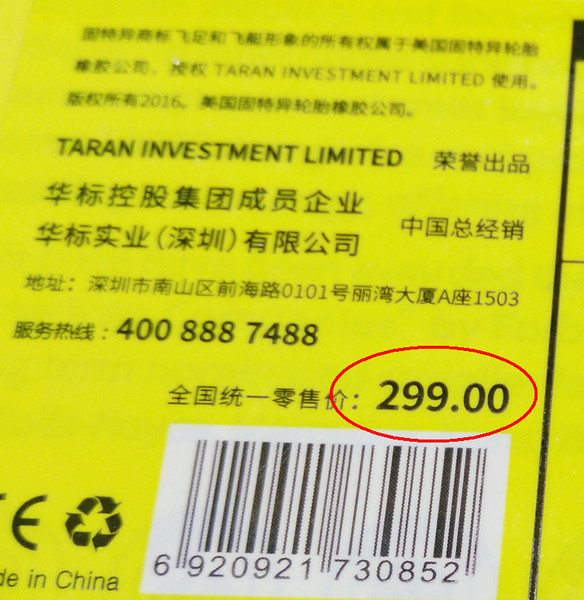 固特异商标飞足和飞艇形象的所有权属于美国固特异轮胎
橡胶公司，授权 TARAN INVESTMENT LIMITED 使用。
版权所有2016。美国固特异轮胎橡胶公司。
TARAN INVESTMENT LIMITED 荣誉出品
华标控股集团成员企业
华标实业（深圳）有限公司 中国总经销
地址：深圳市南山区前海路0101号丽湾大厦A座1503
服务热线：400 888 7488
全国统一零售价：299.00
CE
de in China
6 920921 730852